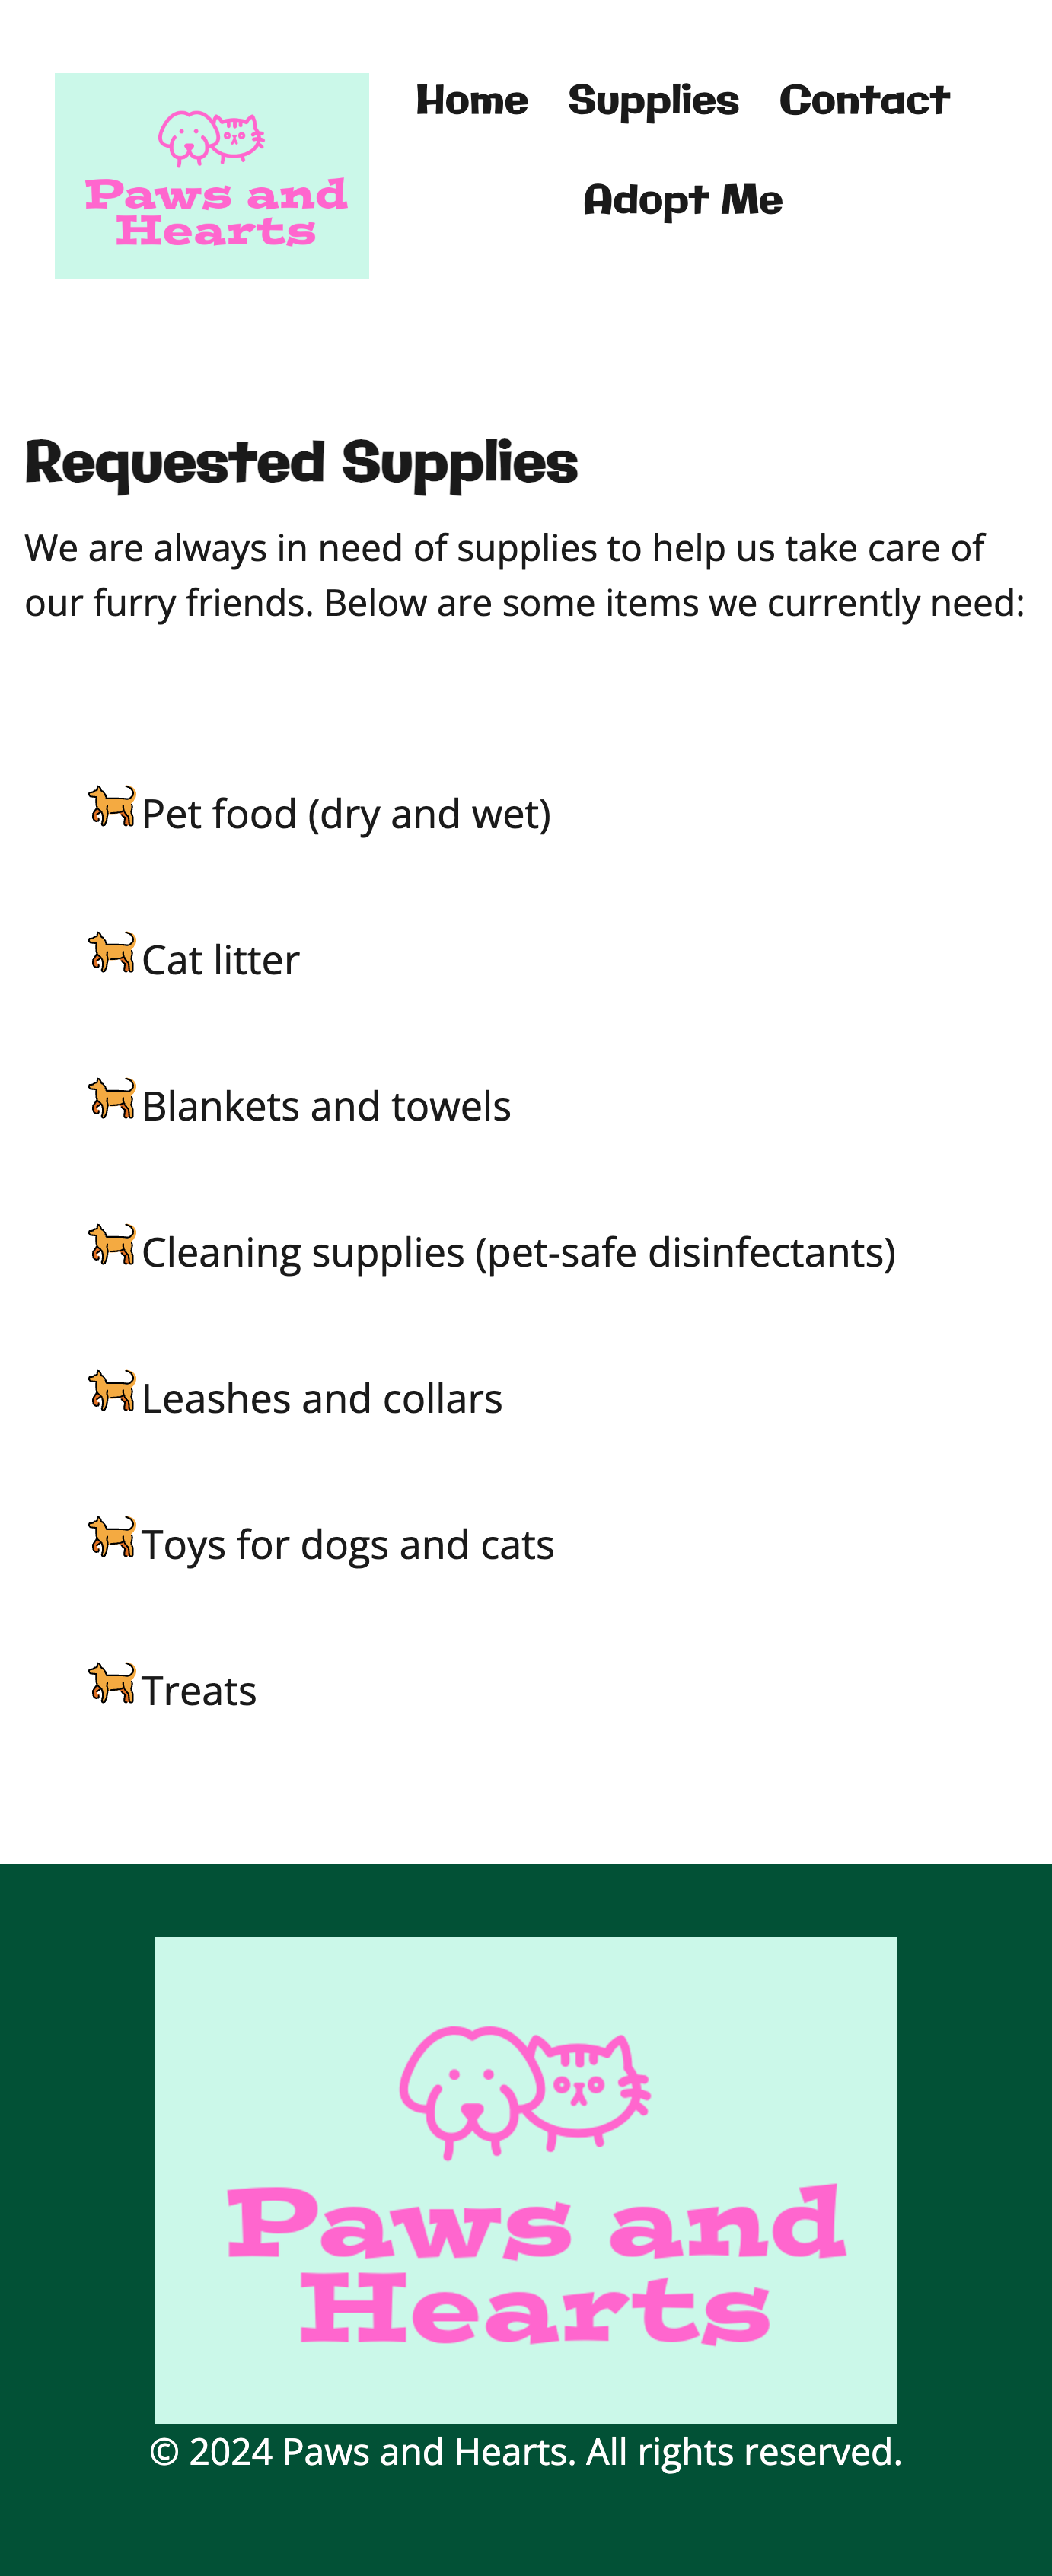 Paws and
Hearts
Home Supplies Contact
Adopt Me
Requested Supplies
We are always in need of supplies to help us take care of
our furry friends. Below are some items we currently need:
Pet food (dry and wet)
Cat litter
Blankets and towels
Cleaning supplies (pet-safe disinfectants)
Leashes and collars
Toys for dogs and cats
Treats
Paws and
Hearts
© 2024 Paws and Hearts. All rights reserved.